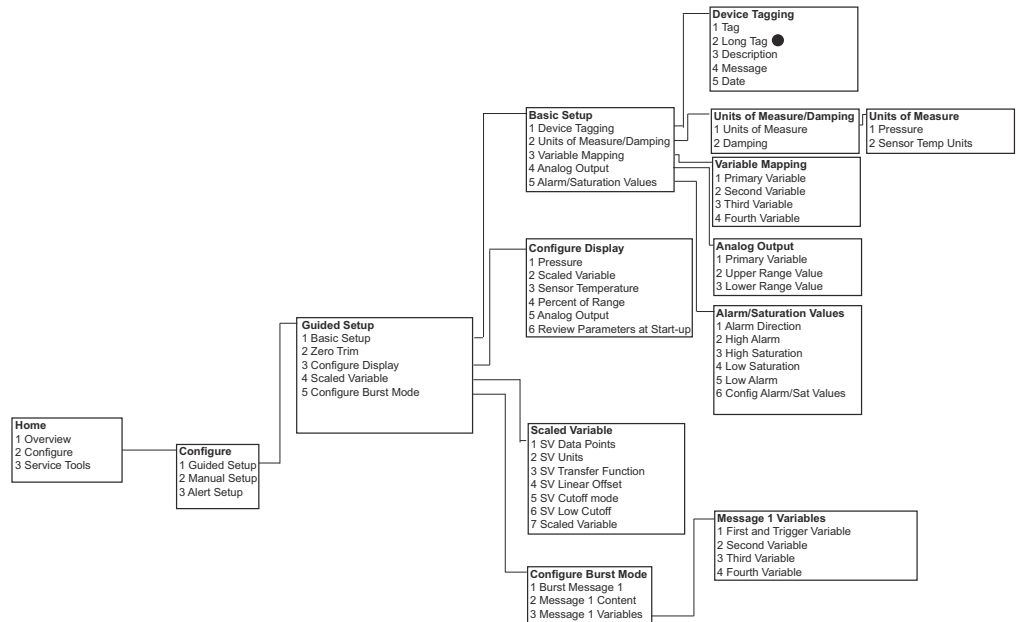 Home
1 Overview
2 Configure
3 Service Tools
Configure
1 Guided Setup
2 Manual Setup
3 Alert Setup
Guided Setup
1 Basic Setup
2 Zero Trim
3 Configure Display
4 Scaled Variable
5 Configure Burst Mode
Basic Setup
1 Device Tagging
2 Units of Measure/Damping
3 Variable Mapping
4 Analog Output
5 Alarm/Saturation Values
Device Tagging
1 Tag
2 Long Tag
3 Description
4 Message
5 Date
Units of Measure/Damping
1 Units of Measure
2 Damping
Units of Measure
1 Pressure
2 Sensor Temp Units
Variable Mapping
1 Primary Variable
2 Second Variable
3 Third Variable
4 Fourth Variable
Analog Output
1 Primary Variable
2 Upper Range Value
3 Lower Range Value
Alarm/Saturation Values
1 Alarm Direction
2 High Alarm
3 High Saturation
4 Low Saturation
5 Low Alarm
6 Config Alarm/Sat Values
Configure Display
1 Pressure
2 Scaled Variable
3 Sensor Temperature
4 Percent of Range
5 Analog Output
6 Review Parameters at Start-up
Scaled Variable
1 SV Data Points
2 SV Units
3 SV Transfer Function
4 SV Linear Offset
5 SV Cutoff mode
6 SV Low Cutoff
7 Scaled Variable
Configure Burst Mode
1 Burst Message 1
2 Message 1 Content
3 Message 1 Variables
Message 1 Variables
1 First and Trigger Variable
2 Second Variable
3 Third Variable
4 Fourth Variable